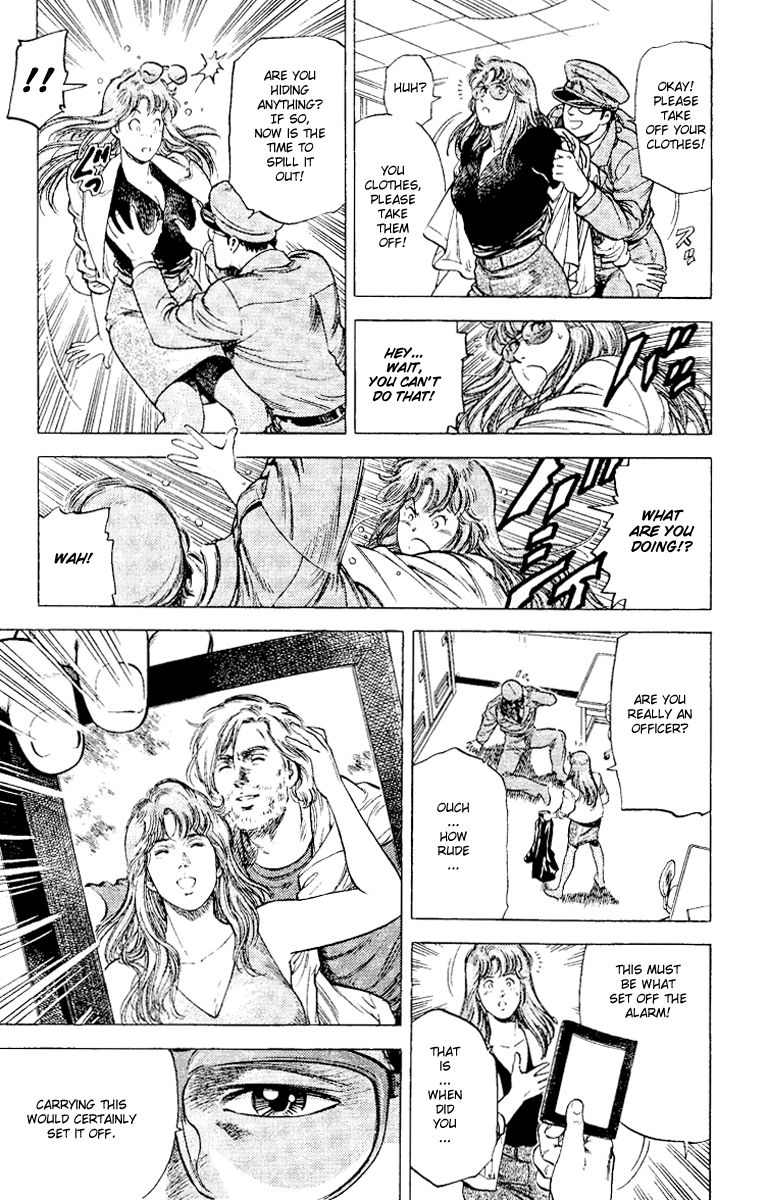 OKAY!
PLEASE
TAKE
OFF YOUR
CLOTHES!
HUH?
YOU
CLOTHES,
PLEASE
TAKE
THEM
OFF!
スッ
ARE YOU
HIDING
ANYTHING?
IF SO,
NOW IS THE
TIME TO
SPILL IT
OUT!
!!
HEY...
WAIT,
YOU CAN'T
DO THAT!
WHAT
ARE YOU
DOING!?
WAH!
ARE YOU
REALLY AN
OFFICER?
OUCH
...
HOW
RUDE
...
THIS MUST
BE WHAT
SET OFF THE
ALARM!
THAT
IS
...
WHEN
DID
YOU
...
CARRYING THIS
WOULD CERTAINLY
SET IT OFF.